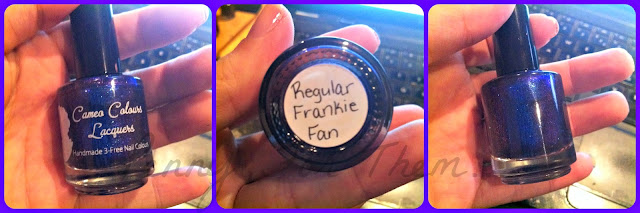 Cameo Colours
Lacquers
Handmade 3-Free Nail Colour
Regular
Frankie
Fan